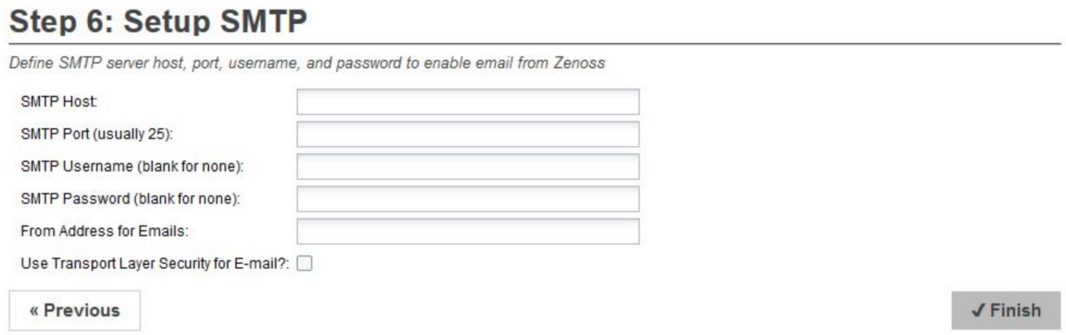 Step 6: Setup SMTP
Define SMTP server host, port, username, and password to enable email from Zenoss
SMTP Host:
SMTP Port (usually 25):
SMTP Username (blank for none):
SMTP Password (blank for none):
From Address for Emails:
Use Transport Layer Security for E-mail?:
« Previous
✓ Finish